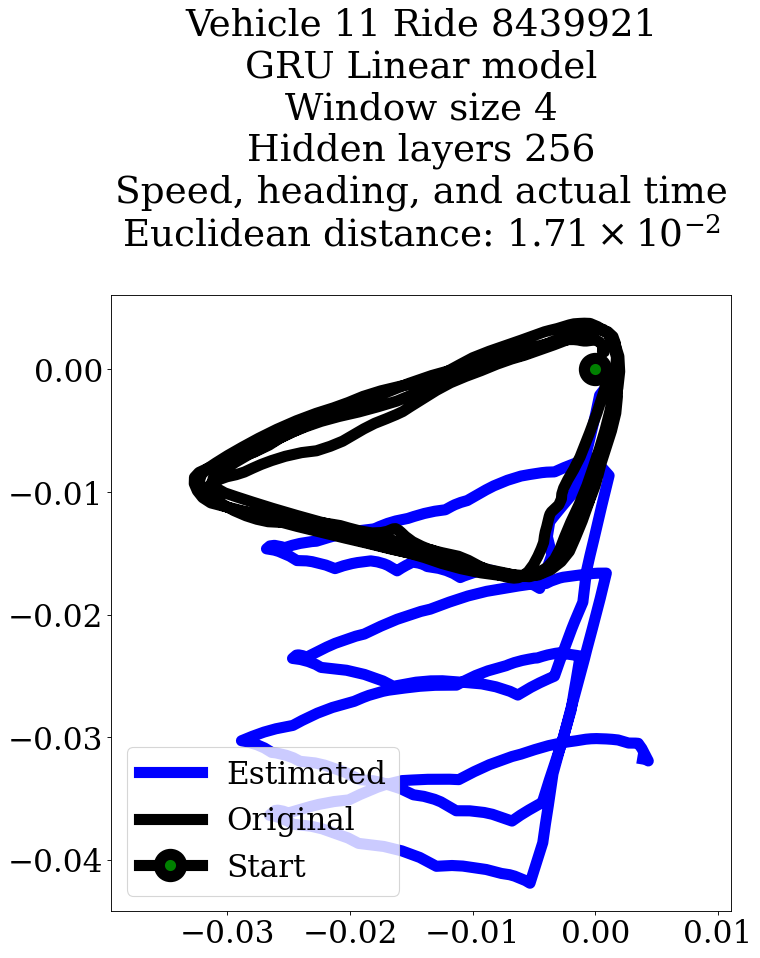 Vehicle 11 Ride 8439921
GRU Linear model
Window size 4
Hidden layers 256
Speed, heading, and actual time
Euclidean distance: 1.71 × 10⁻²
0.00
−0.01
−0.02
−0.03
−0.04
Estimated
Original
Start
−0.03 −0.02 −0.01 0.00 0.01